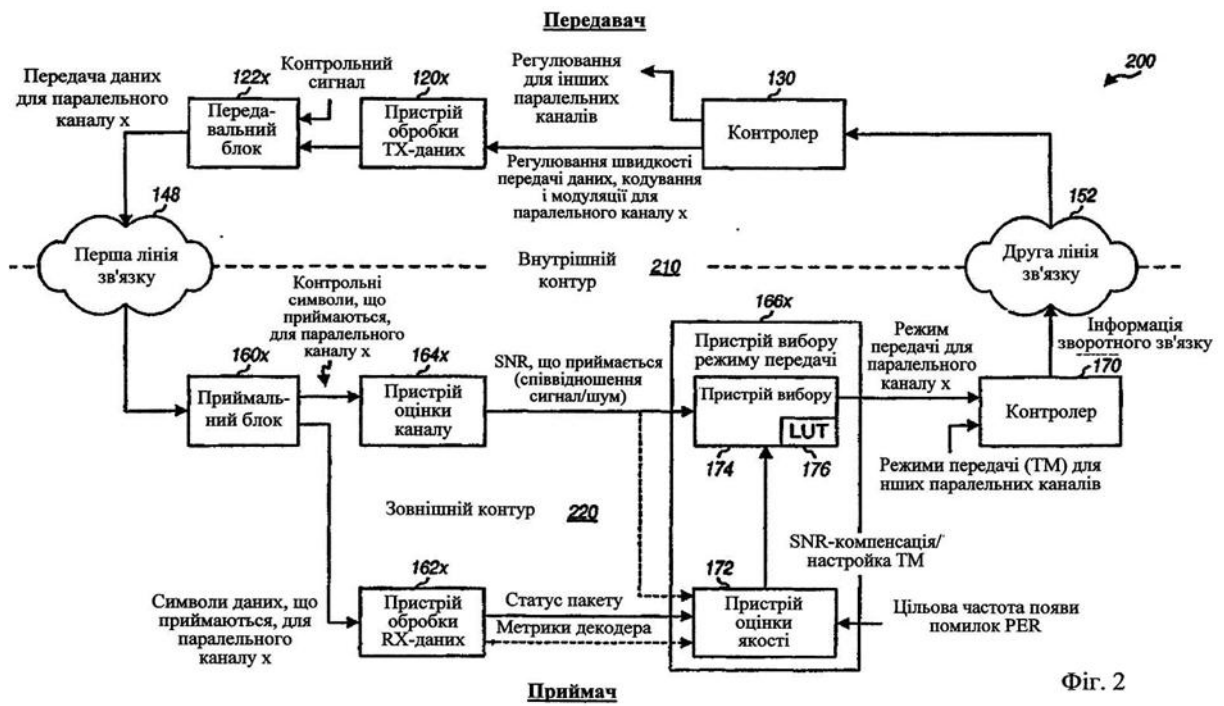 Передавач
200
Передача даних
для паралельного
каналу x
122x
Переда-
вальний
блок
Контрольний
сигнал
120x
Пристрій
обробки
TX-даних
Регулювання
для інших
паралельних
каналів
130
Контролер
Регулювання швидкості
передачі даних, кодування
і модуляції для
паралельного каналу x
148
Перша лінія
зв'язку
152
Друга лінія
зв'язку
Внутрішній
контур
210
Контрольні
символи, що
приймаються,
для паралельного
каналу x
160x
Прийма-
льний блок
164x
Пристрій
оцінки
каналу
SNR, що приймається
(співвідношення
сигнал/шум)
166x
Пристрій вибору
режиму передачі
Пристрій вибору
LUT
174
176
Режим
передачі для
паралельного
каналу x
Інформація
зворотного зв'язку
170
Контролер
Режими передачі (TM) для
нших паралельних каналів
Зовнішній контур
220
SNR-компенсація/
настройка TM
Символи даних, що
приймаються, для
паралельного
каналу x
162x
Пристрій
обробки
RX-даних
Статус пакету
Метрики декодера
172
Пристрій
оцінки
якості
Цільова частота появи
помилок PER
Приймач
Фіг. 2